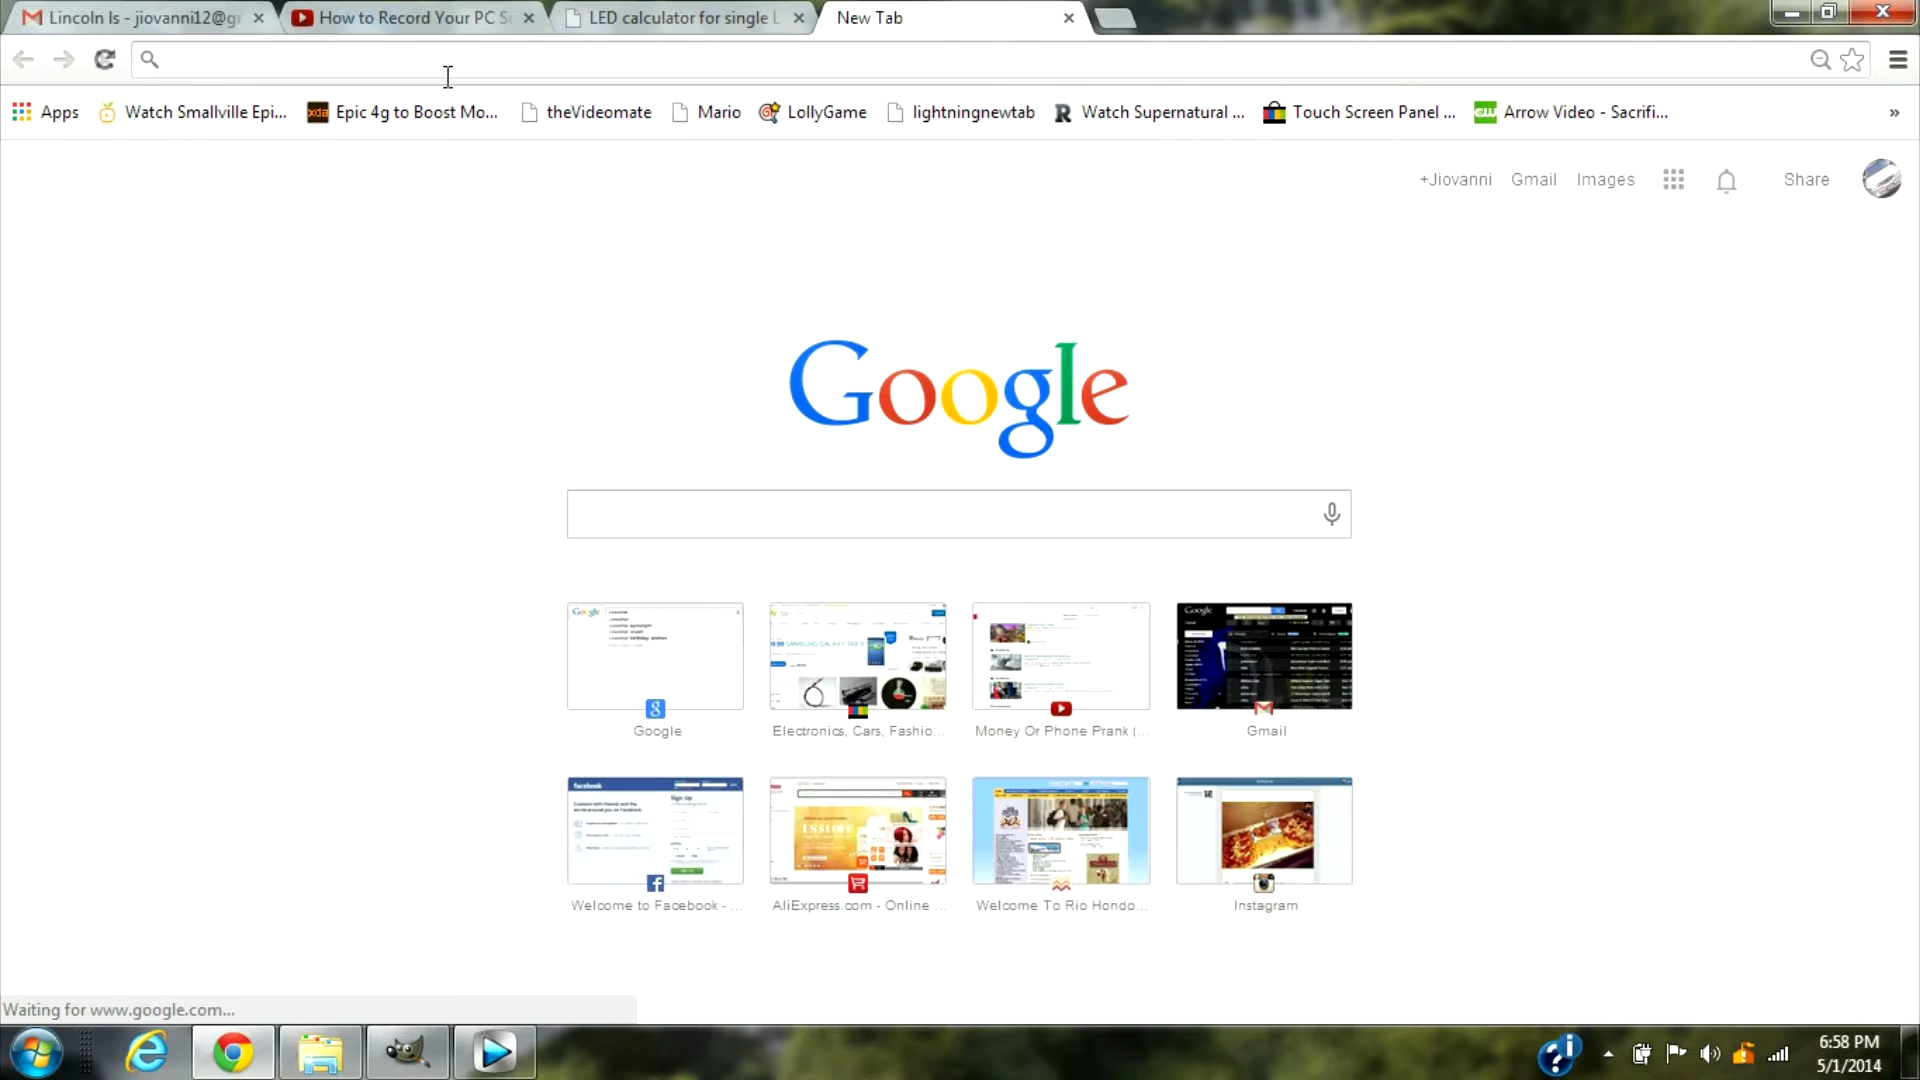 Lincoln Is - jiovanni12@g
How to Record Your PC S
LED calculator for single L
New Tab
Apps
Watch Smallville Epi...
Epic 4g to Boost Mo...
theVideomate
Mario
LollyGame
lightningnewtab
Watch Supernatural ...
Touch Screen Panel ...
Arrow Video - Sacrifi...
»
+Jiovanni Gmail Images Share
Google
Google
Electronics, Cars, Fashio...
Money Or Phone Prank (...
Gmail
facebook
Sign Up
Welcome to Facebook - ...
AliExpress.com - Online ...
Welcome To Rio Hondo...
Instagram
Waiting for www.google.com...
6:58 PM
5/1/2014